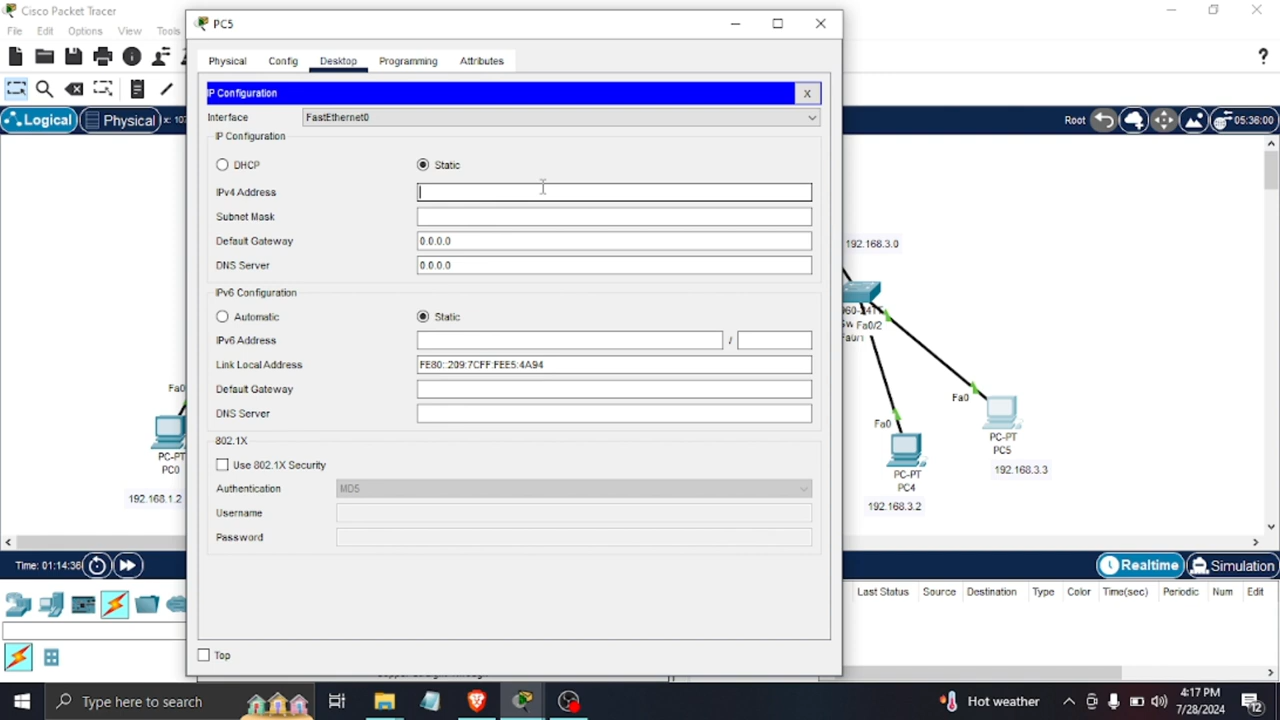 Cisco Packet Tracer
File Edit Options View Tools
Logical Physical x: 107
Root 05:36:00
PC5
Physical Config Desktop Programming Attributes
IP Configuration X
Interface FastEthernet0
IP Configuration
DHCP Static
IPv4 Address
Subnet Mask
Default Gateway 0.0.0.0
DNS Server 0.0.0.0
IPv6 Configuration
Automatic Static
IPv6 Address /
Link Local Address FE80::209:7CFF:FEE5:4A94
Default Gateway
DNS Server
802.1X
Use 802.1X Security
Authentication MD5
Username
Password
Top
Fa0
PC-PT
PC0
192.168.1.2
192.168.3.0
Fa0/2
Fa0
PC-PT
PC4
192.168.3.2
Fa0
PC-PT
PC5
192.168.3.3
Time: 01:14:36
Realtime Simulation
Last Status Source Destination Type Color Time(sec) Periodic Num Edit
Type here to search
Hot weather
4:17 PM
7/28/2024
12